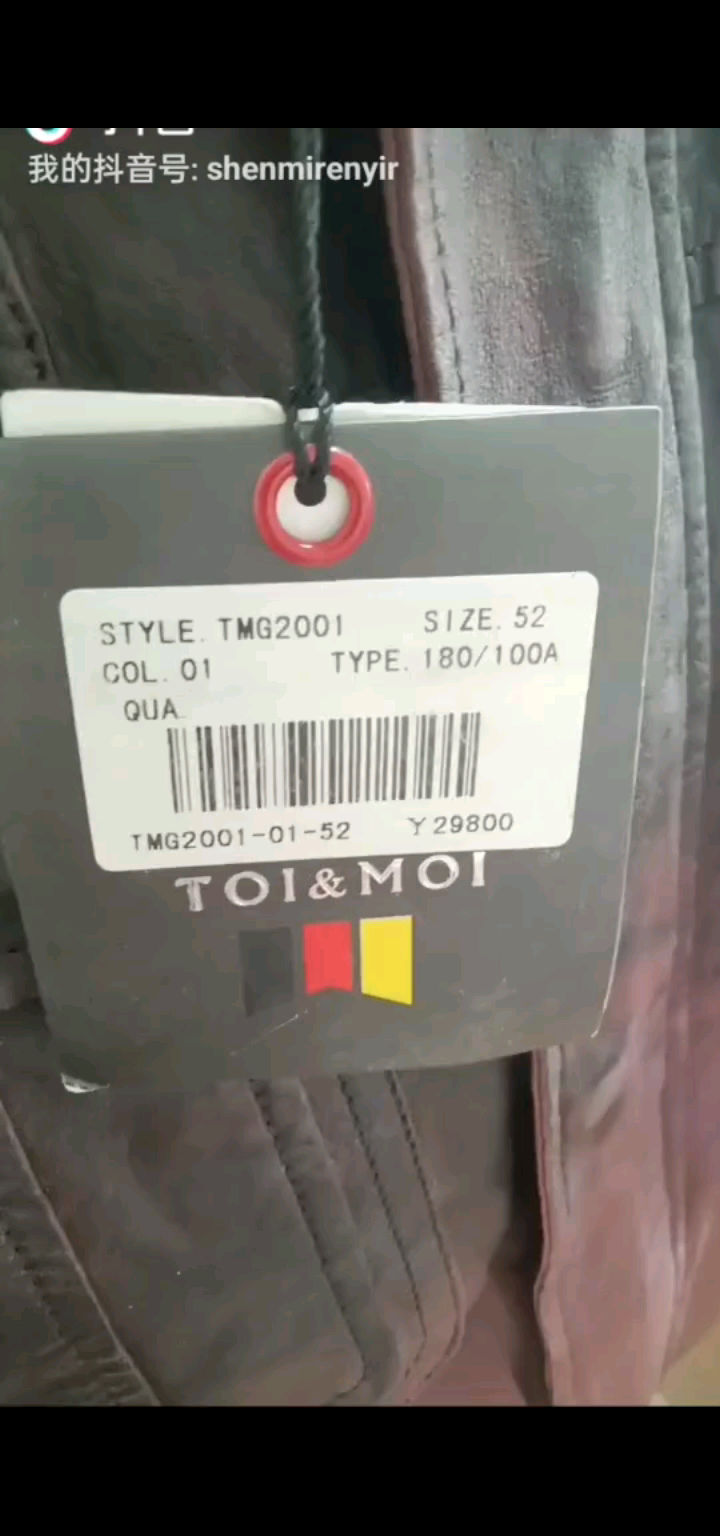 我的抖音号: shenmirenyir
STYLE. TMG2001 SIZE. 52
COL. 01 TYPE. 180/100A
QUA.
TMG2001-01-52 Y29800
TOI&MOI